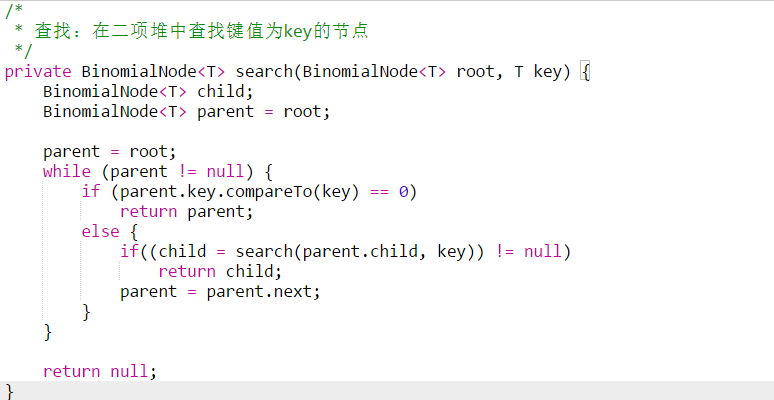 /*
 * 查找：在二项堆中查找键值为key的节点
 */
private BinomialNode<T> search(BinomialNode<T> root, T key) {
    BinomialNode<T> child;
    BinomialNode<T> parent = root;

    parent = root;
    while (parent != null) {
        if (parent.key.compareTo(key) == 0)
            return parent;
        else {
            if((child = search(parent.child, key)) != null)
                return child;
            parent = parent.next;
        }
    }

    return null;
}